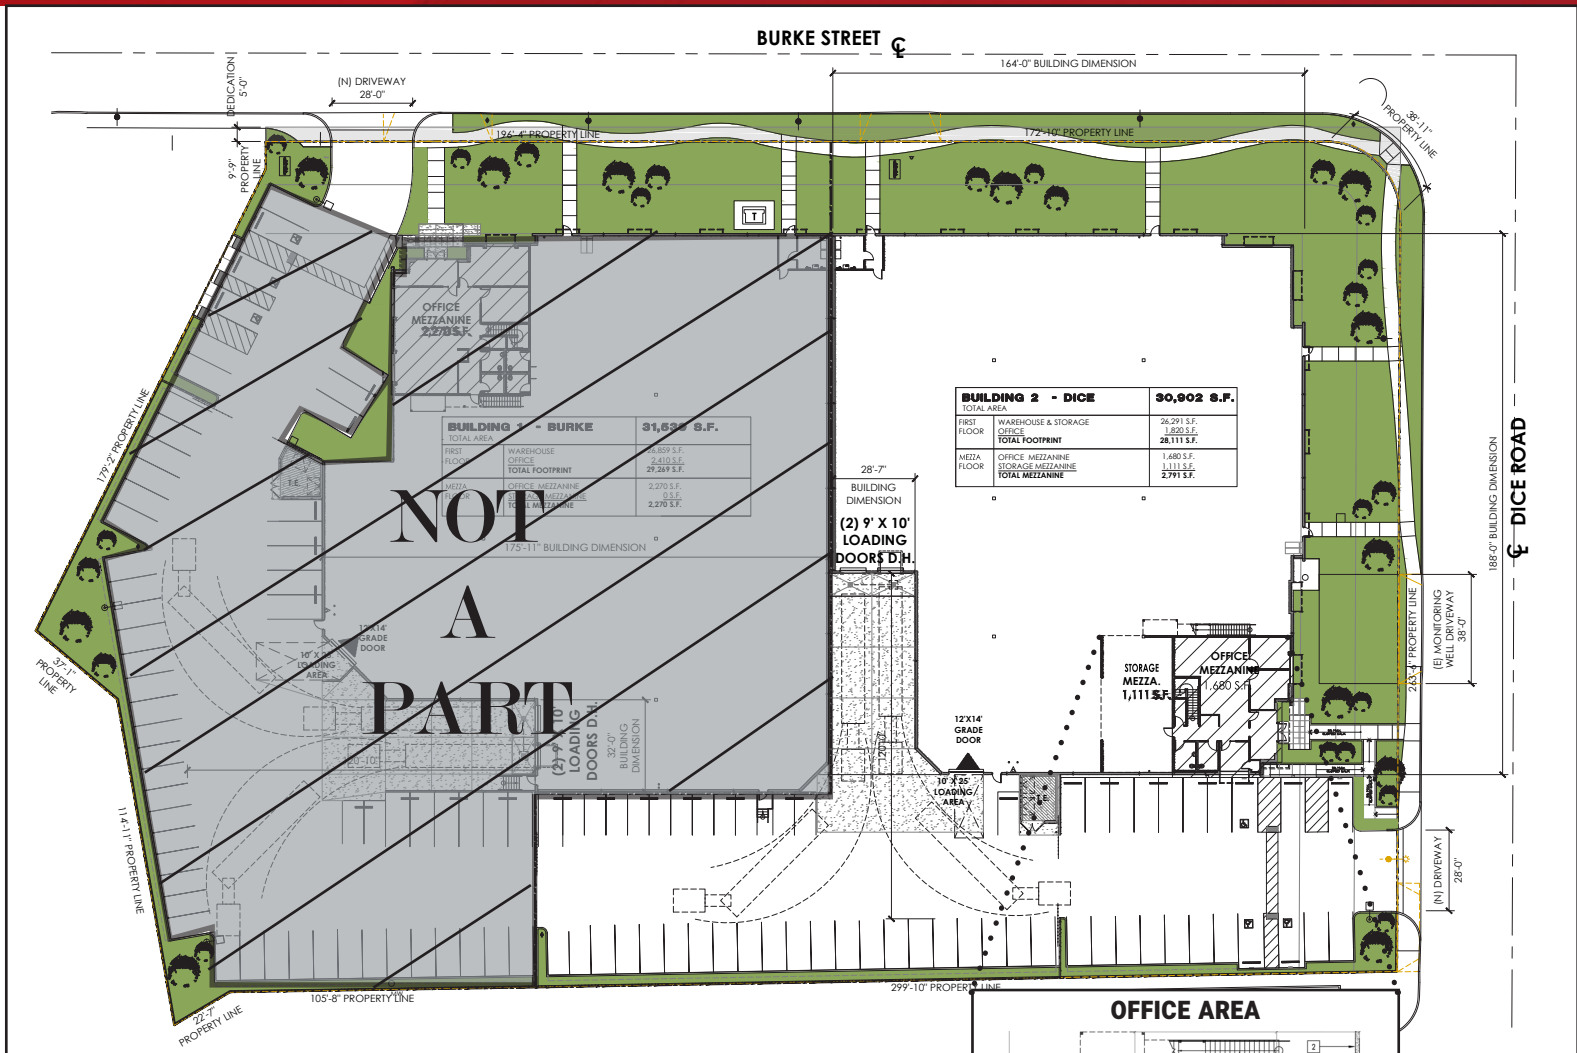 BURKE STREET ℄
164'-0" BUILDING DIMENSION
DEDICATION
5'-0"
(N) DRIVEWAY
28'-0"
196'-4" PROPERTY LINE
172'-10" PROPERTY LINE
38'-11"
PROPERTY LINE
9'-9"
PROPERTY
LINE
T
OFFICE
MEZZANINE
2,270 S.F.
179'-2" PROPERTY LINE
BUILDING 1 - BURKE 31,539 S.F.
TOTAL AREA
FIRST FLOOR
WAREHOUSE 26,859 S.F.
OFFICE 2,410 S.F.
TOTAL FOOTPRINT 29,269 S.F.
MEZZA FLOOR
OFFICE MEZZANINE 2,270 S.F.
STORAGE MEZZANINE 0 S.F.
TOTAL MEZZANINE 2,270 S.F.
BUILDING 2 - DICE 30,902 S.F.
TOTAL AREA
FIRST FLOOR
WAREHOUSE & STORAGE 26,291 S.F.
OFFICE 1,820 S.F.
TOTAL FOOTPRINT 28,111 S.F.
MEZZA FLOOR
OFFICE MEZZANINE 1,680 S.F.
STORAGE MEZZANINE 1,111 S.F.
TOTAL MEZZANINE 2,791 S.F.
℄ DICE ROAD
188'-0" BUILDING DIMENSION
T.E.
NOT
A
PART
175'-11" BUILDING DIMENSION
28'-7"
BUILDING
DIMENSION
(2) 9' X 10'
LOADING
DOORS D.H.
12'X14'
GRADE
DOOR
10' X 25'
LOADING
AREA
37'-1"
PROPERTY
LINE
(2) 9' X 10'
LOADING
DOORS D.H.
32'-0"
BUILDING
DIMENSION
120'-10"
STORAGE
MEZZA.
1,111 S.F.
OFFICE
MEZZANINE
1,680 S.F.
263'-6" PROPERTY LINE
(E) MONITORING
WELL DRIVEWAY
38'-0"
12'X14'
GRADE
DOOR
10' X 25'
LOADING
AREA
T.E.
114'-11" PROPERTY LINE
(N) DRIVEWAY
28'-0"
105'-8" PROPERTY LINE
299'-10" PROPERTY LINE
22'-7"
PROPERTY LINE
OFFICE AREA
2